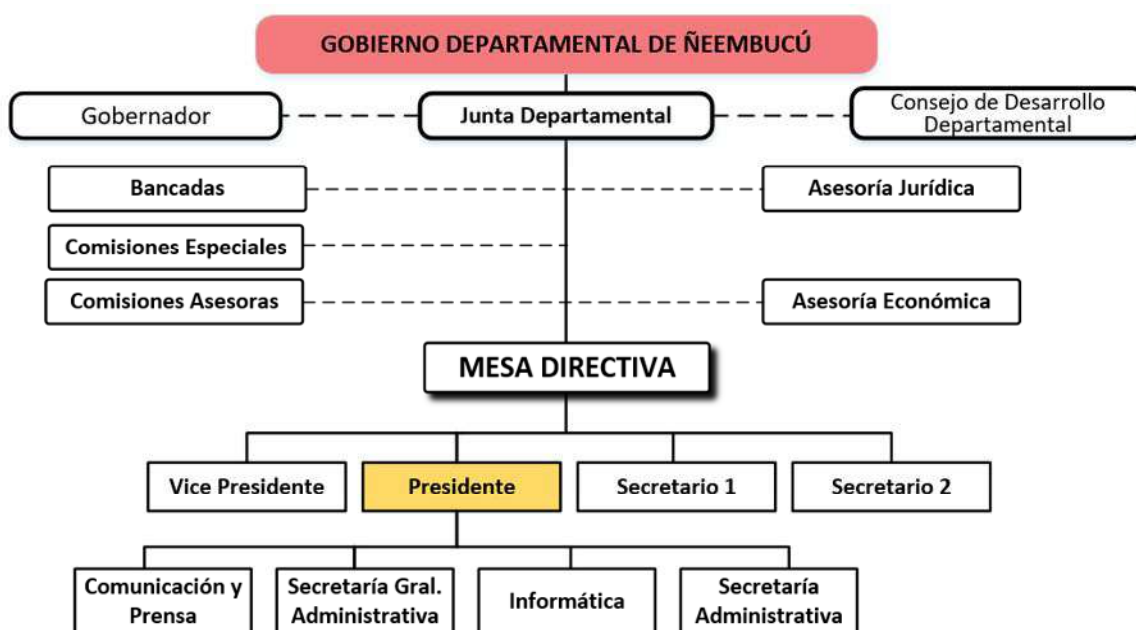 GOBIERNO DEPARTAMENTAL DE ÑEEMBUCÚ
Gobernador
Junta Departamental
Consejo de Desarrollo
Departamental
Bancadas
Asesoría Jurídica
Comisiones Especiales
Comisiones Asesoras
Asesoría Económica
MESA DIRECTIVA
Vice Presidente
Presidente
Secretario 1
Secretario 2
Comunicación y
Prensa
Secretaría Gral.
Administrativa
Informática
Secretaría
Administrativa